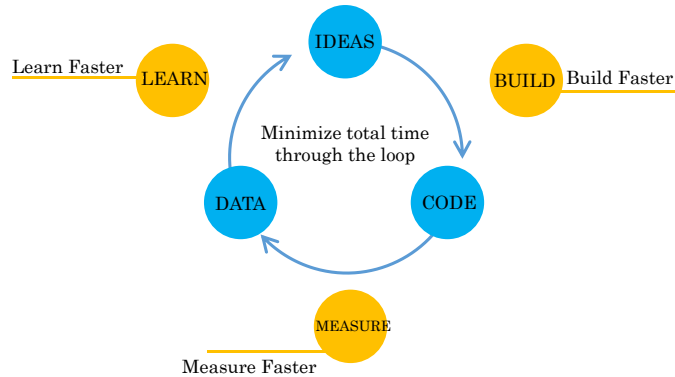 IDEAS
Learn Faster
LEARN
BUILD
Build Faster
Minimize total time
through the loop
DATA
CODE
MEASURE
Measure Faster